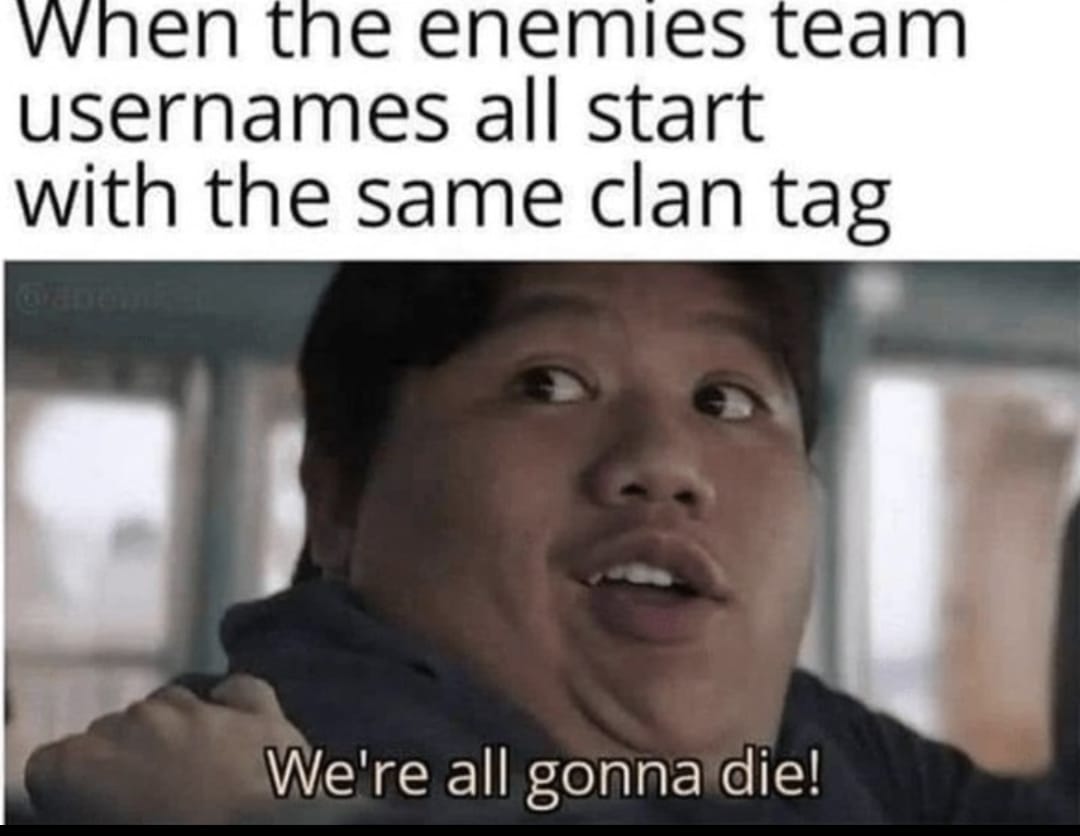 When the enemies team
usernames all start
with the same clan tag
We're all gonna die!